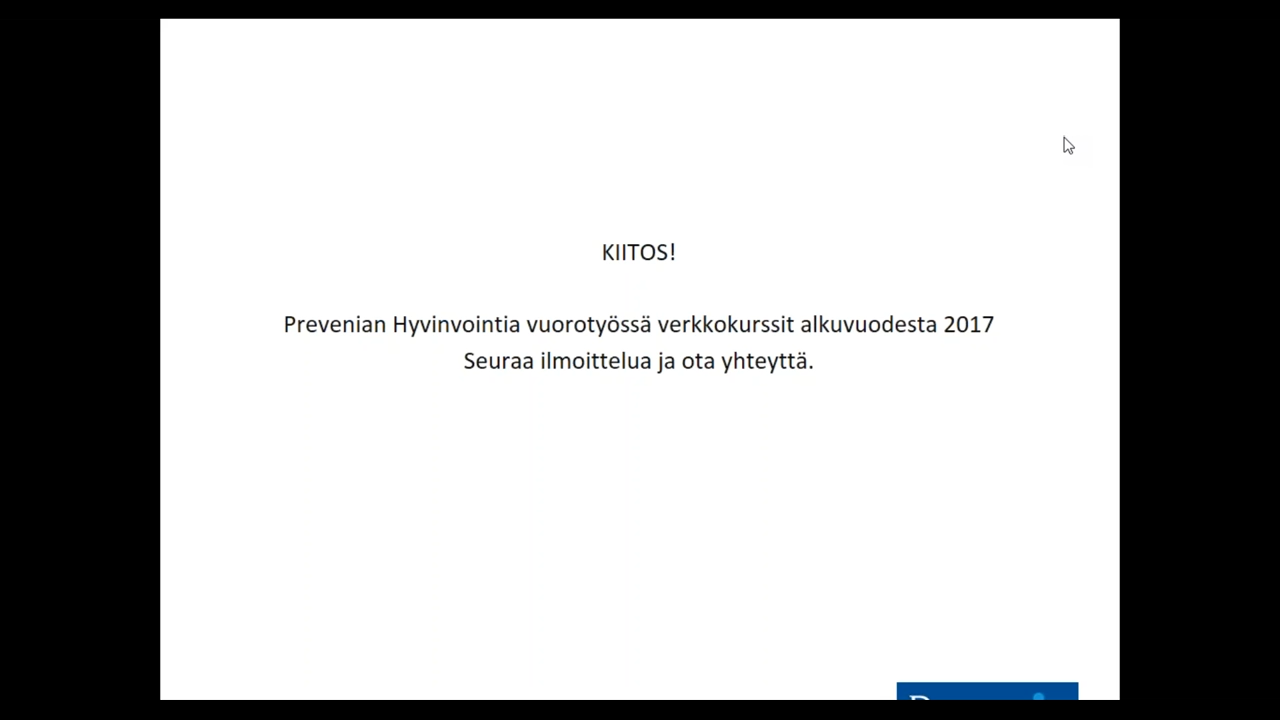 KIITOS!
Prevenian Hyvinvointia vuorotyössä verkkokurssit alkuvuodesta 2017
Seuraa ilmoittelua ja ota yhteyttä.